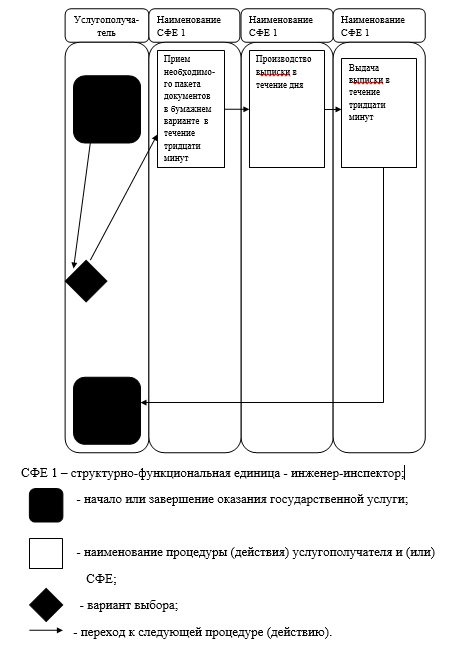 Услугополуча-
тель
Наименование
СФЕ 1
Наименование
СФЕ 1
Наименование
СФЕ 1
Прием
необходимо-
го пакета
документов
в бумажнем
варианте в
течение
тридцати
минут
Производство
выписки в
течение дня
Выдача
выписки в
течение
тридцати
минут
СФЕ 1 – структурно-функциональная единица - инженер-инспектор;
- начало или завершение оказания государственной услуги;
- наименование процедуры (действия) услугополучателя и (или)
СФЕ;
- вариант выбора;
- переход к следующей процедуре (действию).